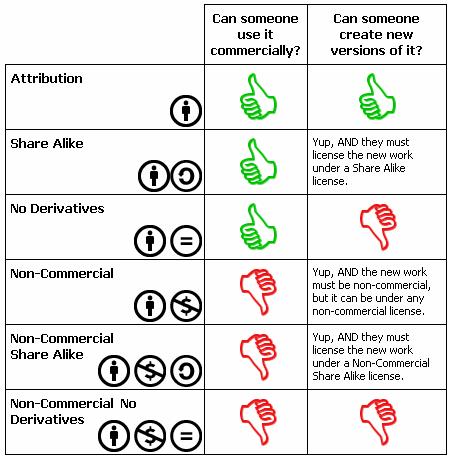 Can someone
use it
commercially?
Can someone
create new
versions of it?
Attribution
Share Alike
Yup, AND they must
license the new work
under a Share Alike
license.
No Derivatives
Non-Commercial
Yup, AND the new work
must be non-commercial,
but it can be under any
non-commercial license.
Non-Commercial
Share Alike
Yup, AND they must
license the new work
under a Non-Commercial
Share Alike license.
Non-Commercial No
Derivatives